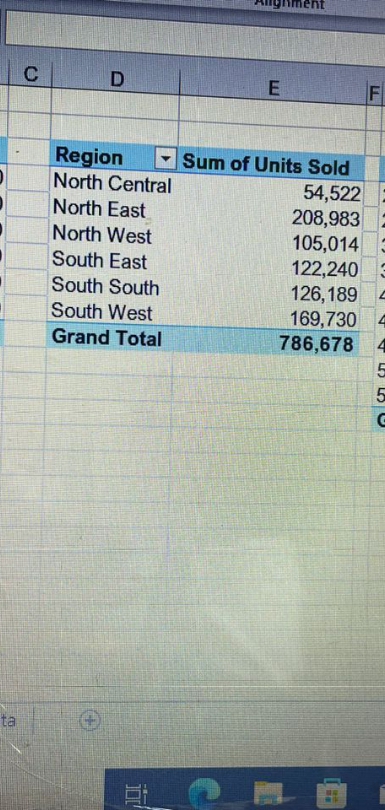 Alignment
C D E F
Region Sum of Units Sold
North Central 54,522
North East 208,983
North West 105,014
South East 122,240
South South 126,189
South West 169,730
Grand Total 786,678
ta